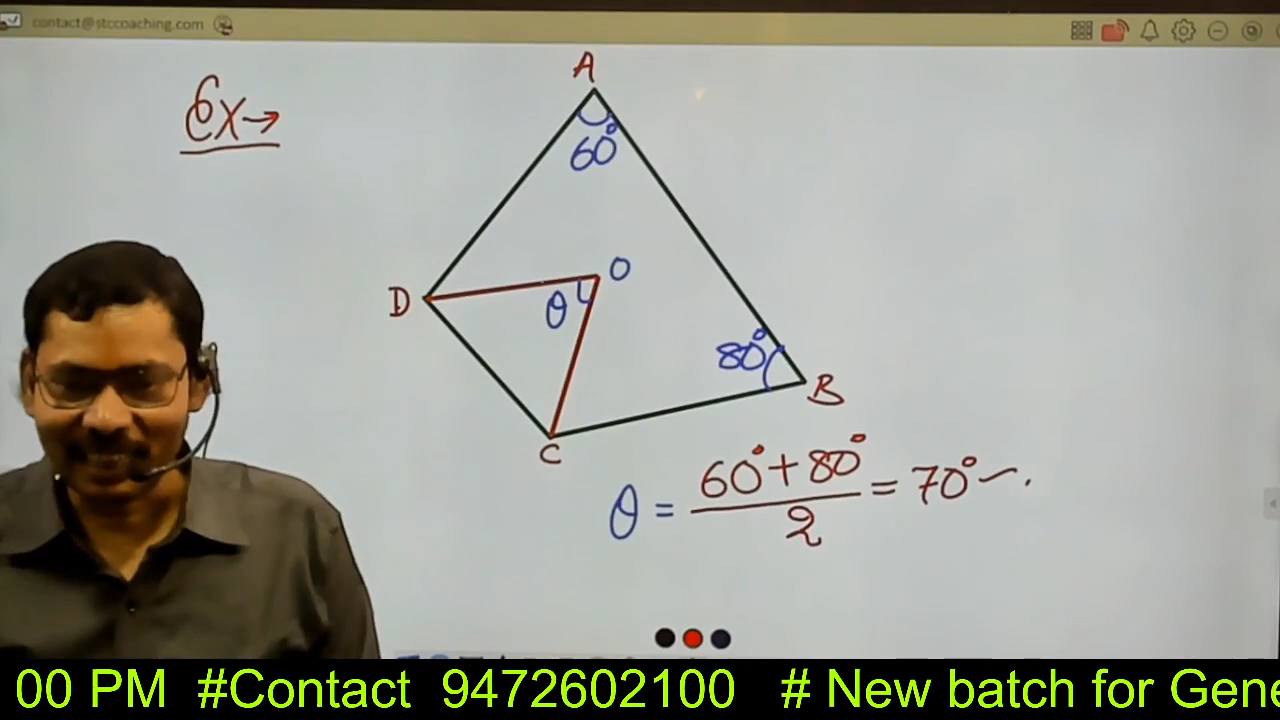 contact@stccoaching.com
Ex→
A
60°
D
O
θ
80°
B
C
θ = 60°+80° / 2 = 70°
00 PM #Contact 9472602100 # New batch for Gene